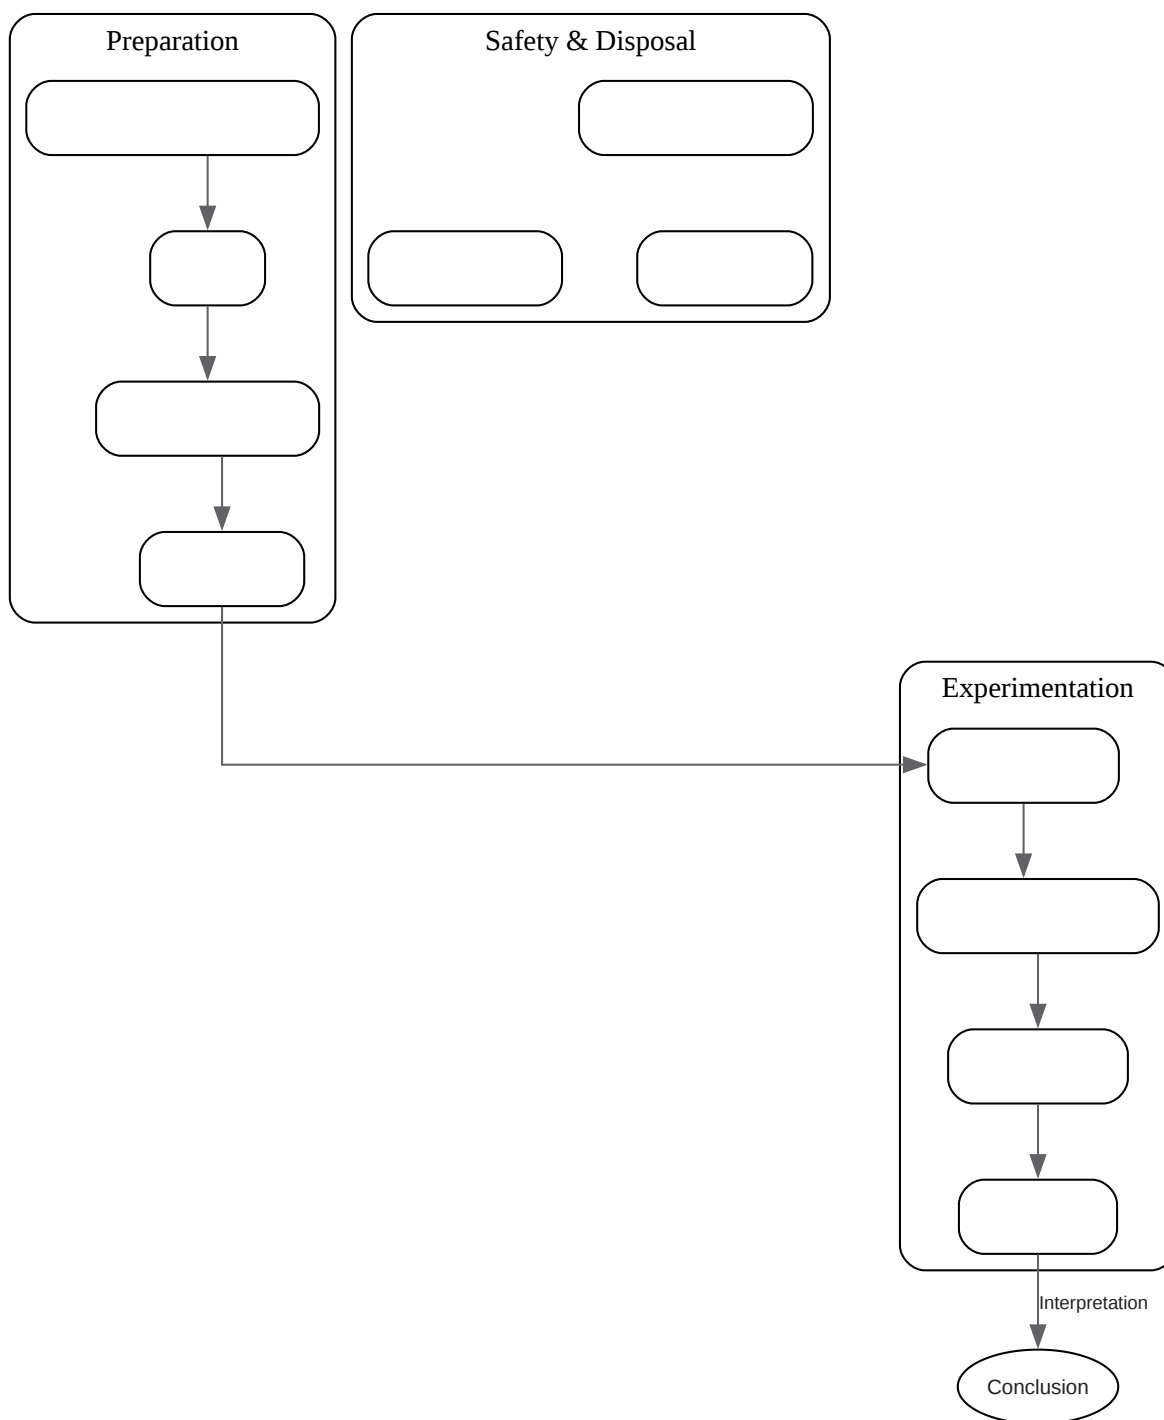 Preparation
Safety & Disposal
Experimentation
Interpretation
Conclusion